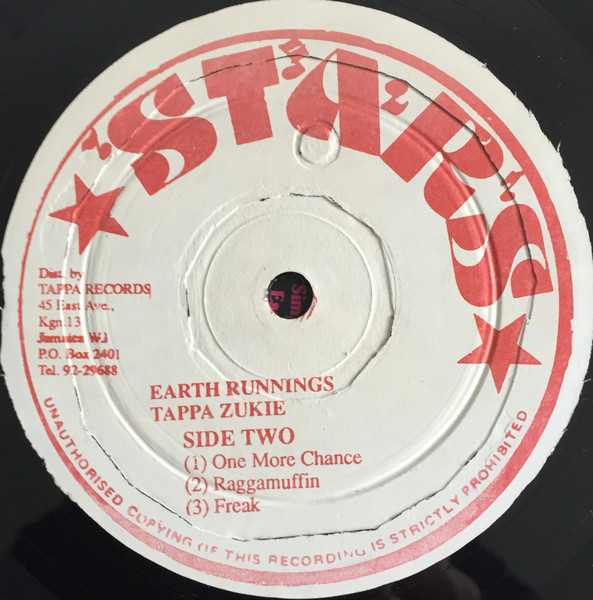 STARS
Dist. by
TAPPA RECORDS
45 East Ave.,
Kgn.13
Jamaica W.I
P.O. Box 2401
Tel. 92-29688
EARTH RUNNINGS
TAPPA ZUKIE
SIDE TWO
(1) One More Chance
(2) Raggamuffin
(3) Freak
UNAUTHORISED COPYING OF THIS RECORDING IS STRICTLY PROHIBITED